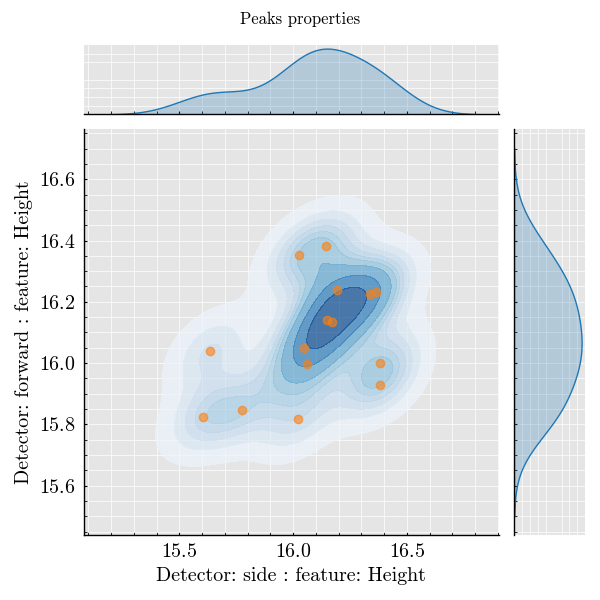 Peaks properties
16.6
16.4
16.2
16.0
15.8
15.6
Detector: forward : feature: Height
15.5 16.0 16.5
Detector: side : feature: Height